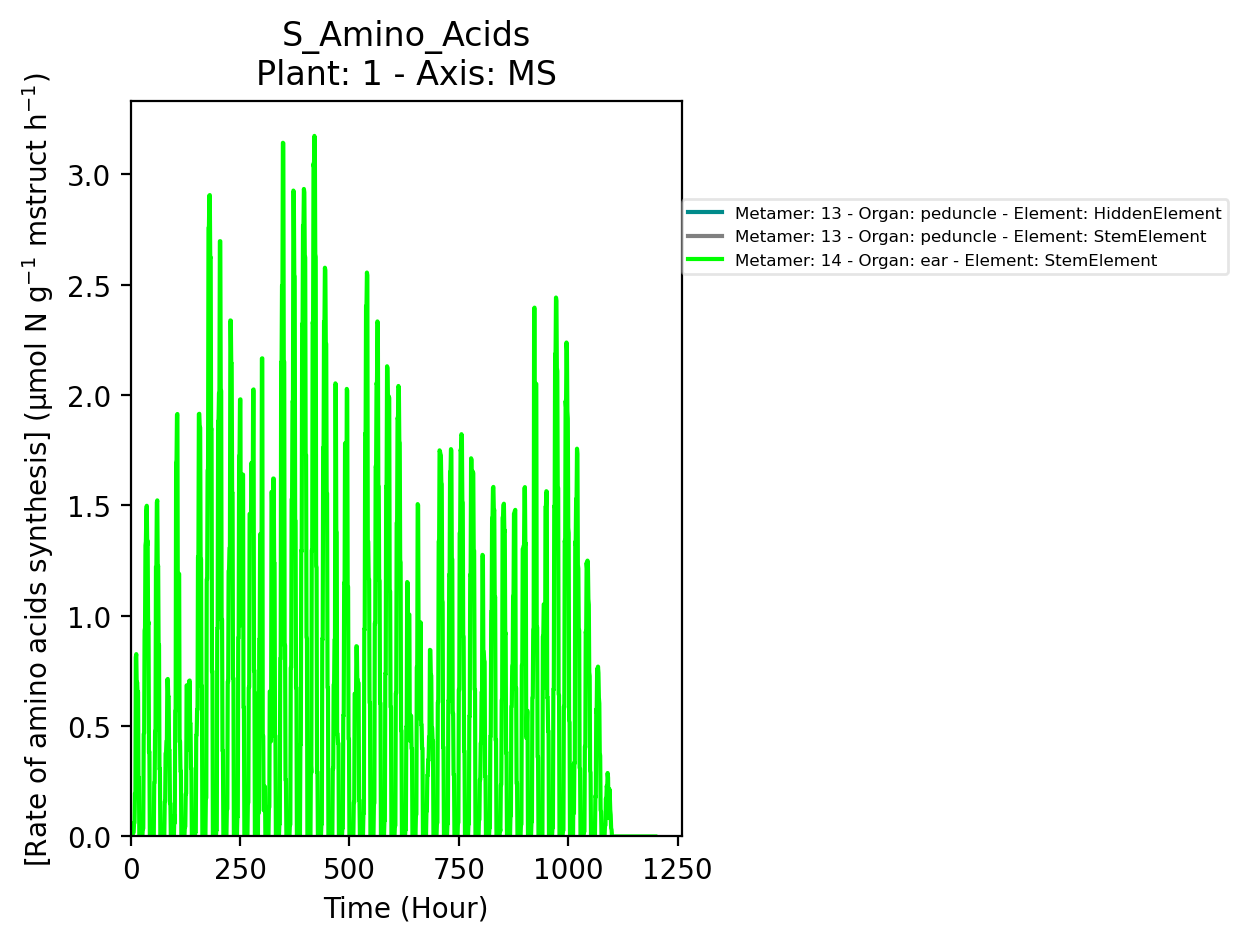 S_Amino_Acids
Plant: 1 - Axis: MS
[Rate of amino acids synthesis] (µmol N g⁻¹ mstruct h⁻¹)
3.0
2.5
2.0
1.5
1.0
0.5
0.0
0 250 500 750 1000 1250
Time (Hour)
Metamer: 13 - Organ: peduncle - Element: HiddenElement
Metamer: 13 - Organ: peduncle - Element: StemElement
Metamer: 14 - Organ: ear - Element: StemElement